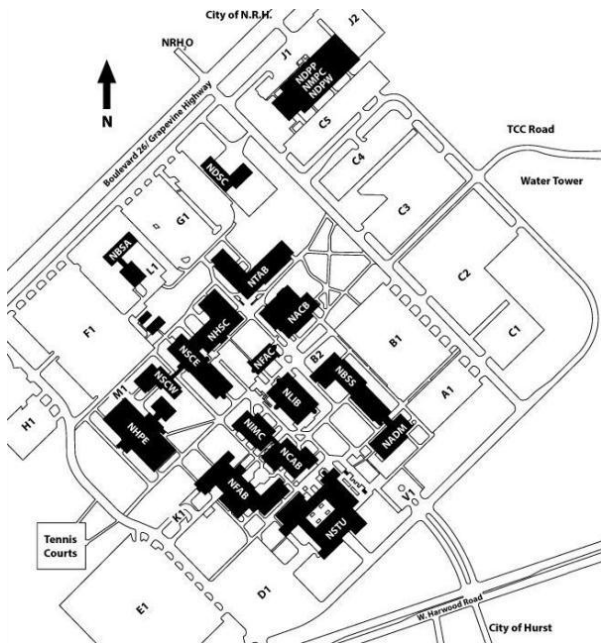 City of N.R.H.
J2
NRHO
J1
NDPP
NMPC
NDPW
N
Boulevard 26/ Grapevine Highway
C5
TCC Road
C4
Water Tower
NDSC
C3
G1
NBSA
L1
C2
NTAB
NHSC
NACB
F1
C1
B1
NSCE
NFAC
B2
NBSS
M1
NSCW
A1
NLIB
H1
NHPE
NIMC
NADM
NCAB
NFAB
K1
V1
NSTU
Tennis
Courts
D1
E1
W. Harwood Road
City of Hurst